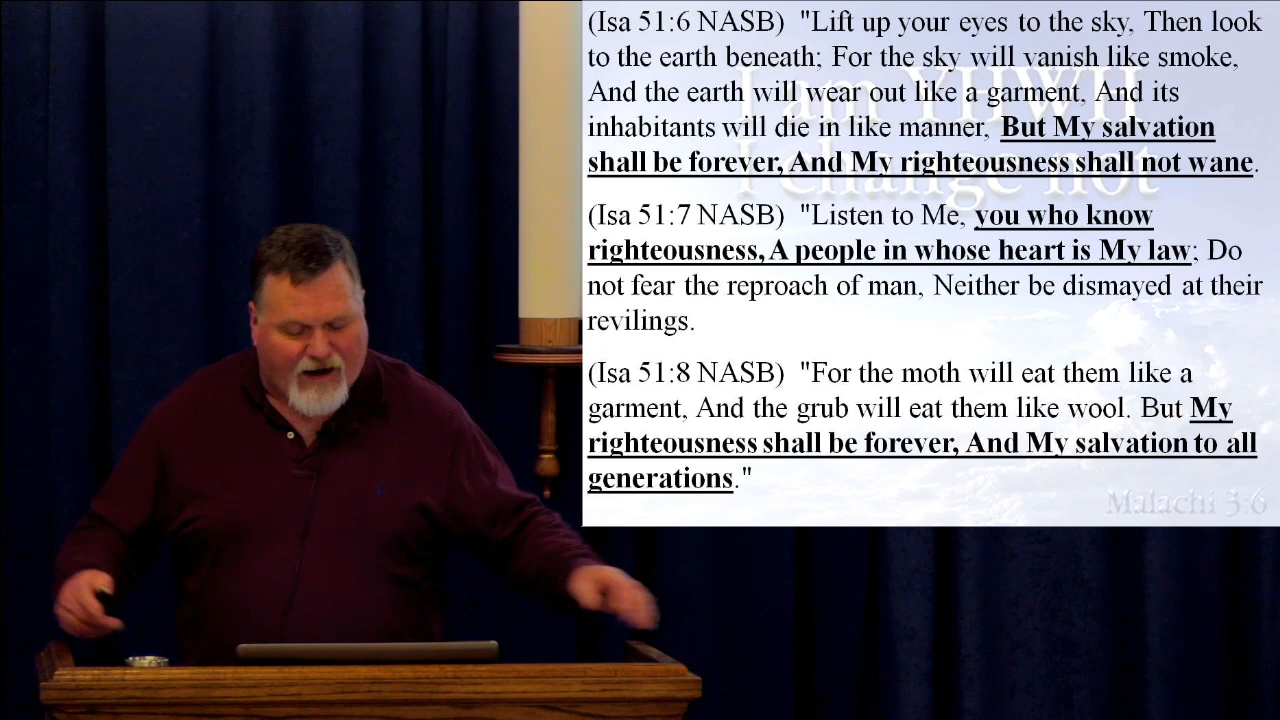 (Isa 51:6 NASB) "Lift up your eyes to the sky, Then look
to the earth beneath; For the sky will vanish like smoke,
And the earth will wear out like a garment, And its
inhabitants will die in like manner, But My salvation
shall be forever, And My righteousness shall not wane.
(Isa 51:7 NASB) "Listen to Me, you who know
righteousness, A people in whose heart is My law; Do
not fear the reproach of man, Neither be dismayed at their
revilings.
(Isa 51:8 NASB) "For the moth will eat them like a
garment, And the grub will eat them like wool. But My
righteousness shall be forever, And My salvation to all
generations."
I am YHWH
I change not
Malachi 3:6